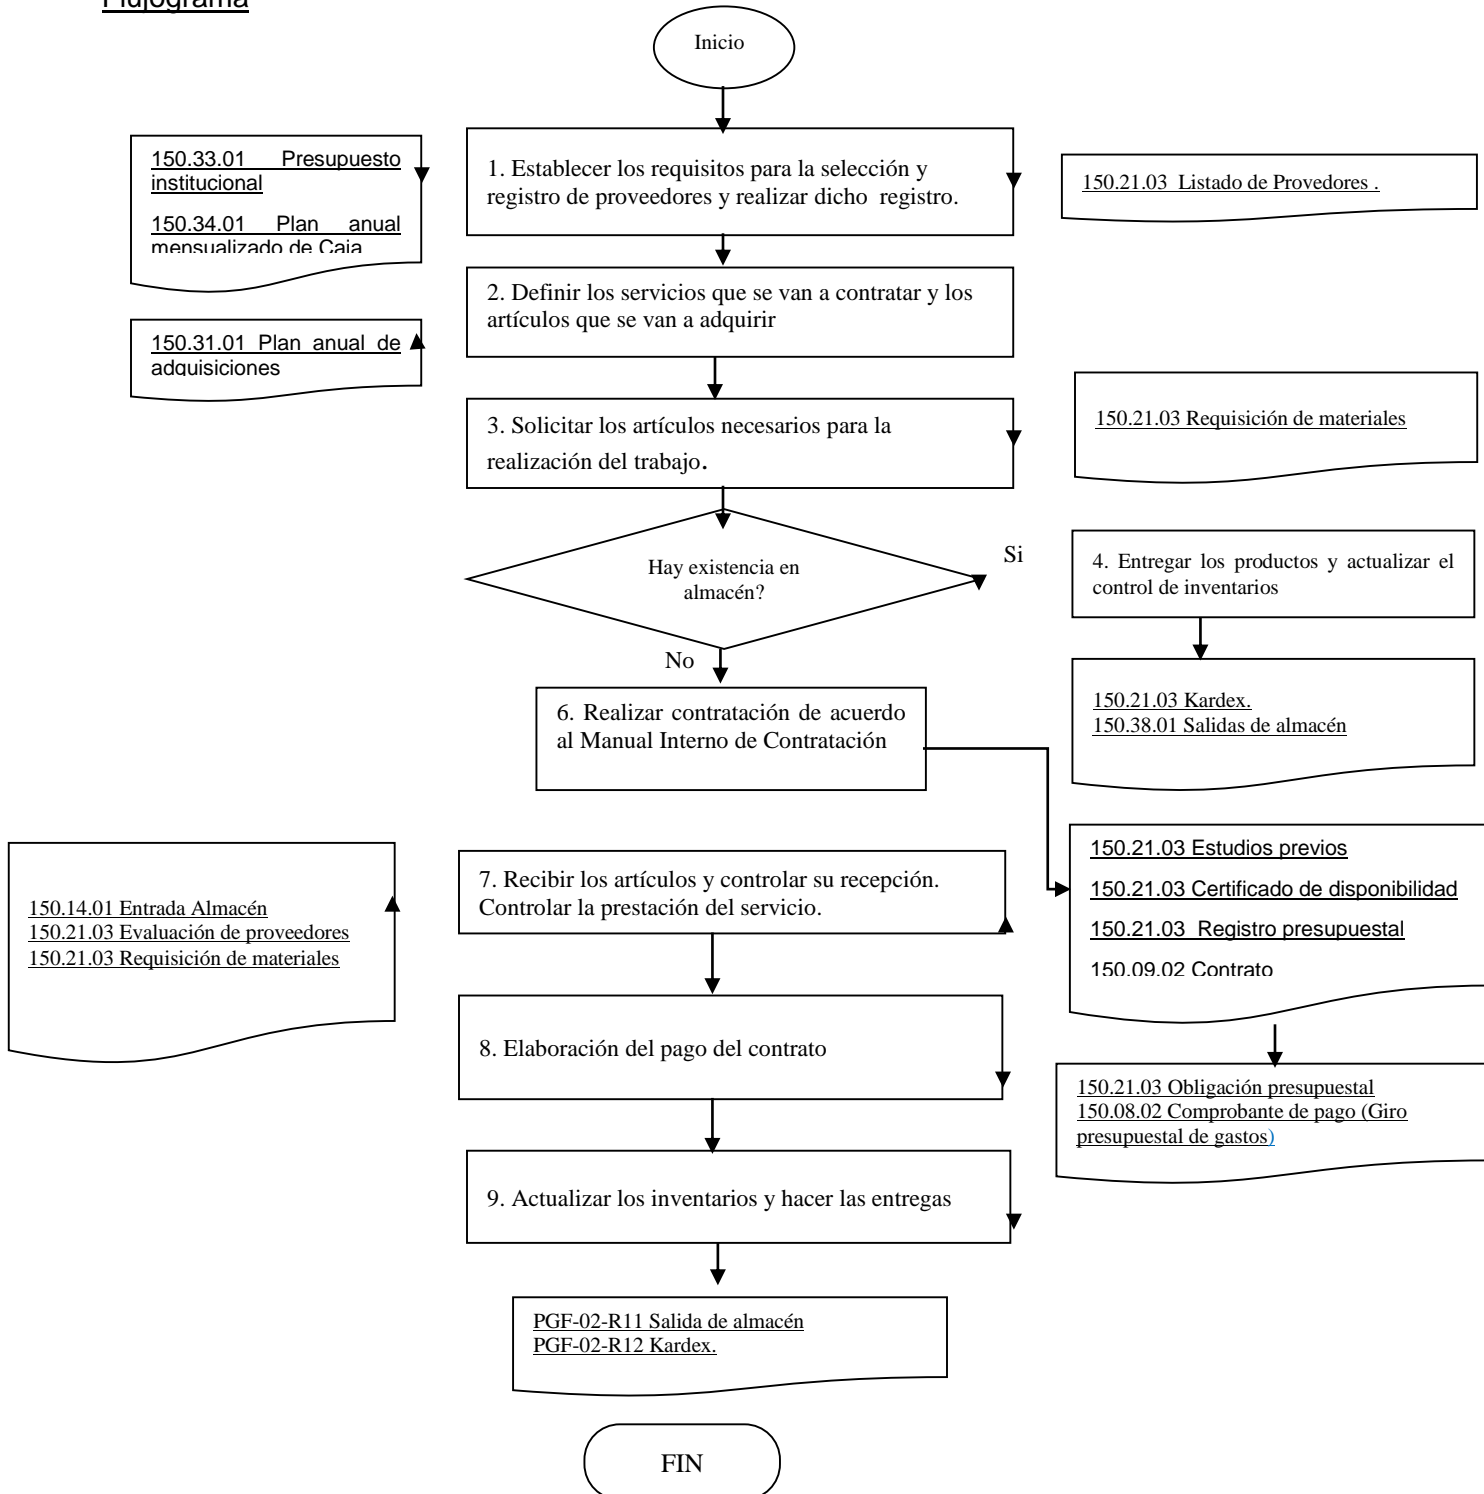 Flujograma
Inicio
150.33.01 Presupuesto
institucional
150.34.01 Plan anual
mensualizado de Caja
1. Establecer los requisitos para la selección y
registro de proveedores y realizar dicho registro.
150.21.03 Listado de Provedores .
2. Definir los servicios que se van a contratar y los
artículos que se van a adquirir
150.31.01 Plan anual de
adquisiciones
3. Solicitar los artículos necesarios para la
realización del trabajo.
150.21.03 Requisición de materiales
Hay existencia en
almacén?
Si
4. Entregar los productos y actualizar el
control de inventarios
No
150.21.03 Kardex.
150.38.01 Salidas de almacén
6. Realizar contratación de acuerdo
al Manual Interno de Contratación
150.21.03 Estudios previos
150.21.03 Certificado de disponibilidad
150.21.03 Registro presupuestal
150.09.02 Contrato
7. Recibir los artículos y controlar su recepción.
Controlar la prestación del servicio.
150.14.01 Entrada Almacén
150.21.03 Evaluación de proveedores
150.21.03 Requisición de materiales
8. Elaboración del pago del contrato
150.21.03 Obligación presupuestal
150.08.02 Comprobante de pago (Giro
presupuestal de gastos)
9. Actualizar los inventarios y hacer las entregas
PGF-02-R11 Salida de almacén
PGF-02-R12 Kardex.
FIN